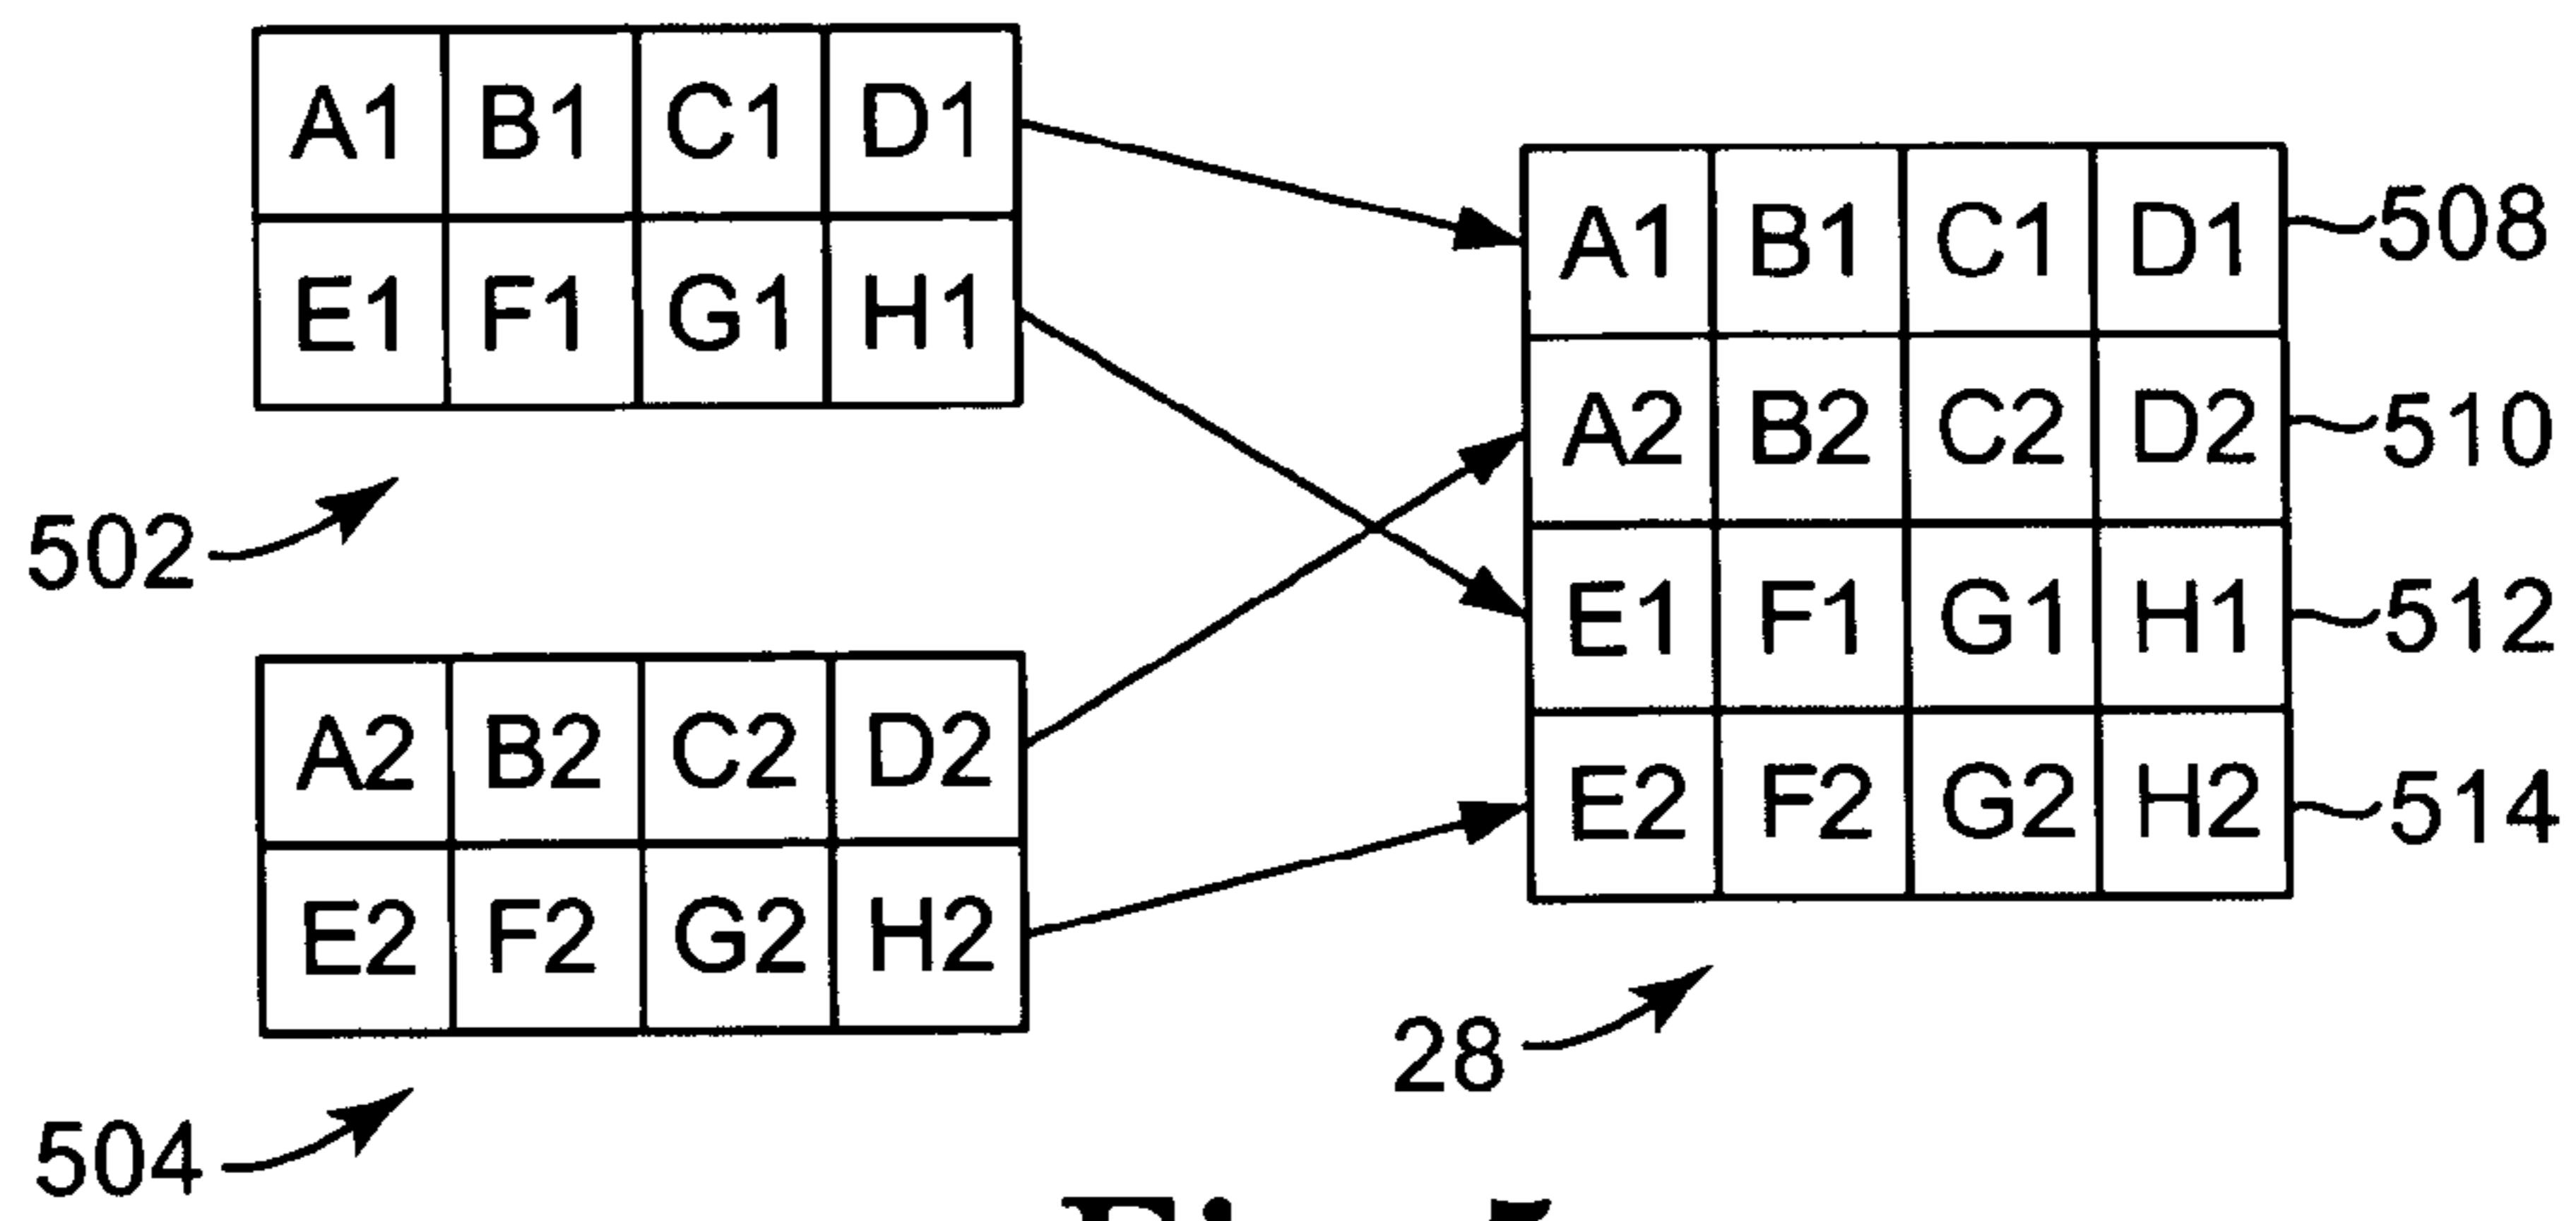 A1 B1 C1 D1
E1 F1 G1 H1
502
A2 B2 C2 D2
E2 F2 G2 H2
504
A1 B1 C1 D1 508
A2 B2 C2 D2 510
E1 F1 G1 H1 512
E2 F2 G2 H2 514
28